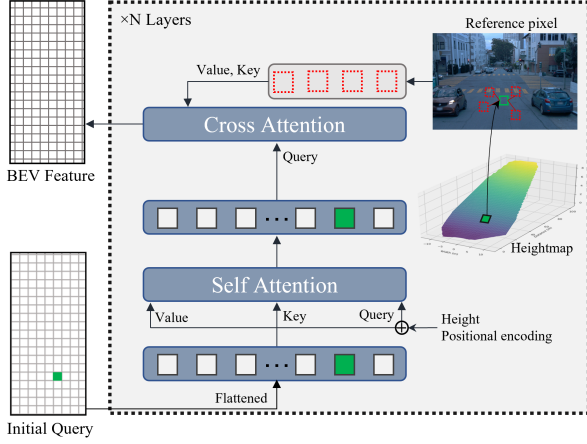 ×N Layers
Reference pixel
Value, Key
Cross Attention
Query
BEV Feature
Heightmap
Self Attention
Value
Key
Query
Height
Positional encoding
Flattened
Initial Query